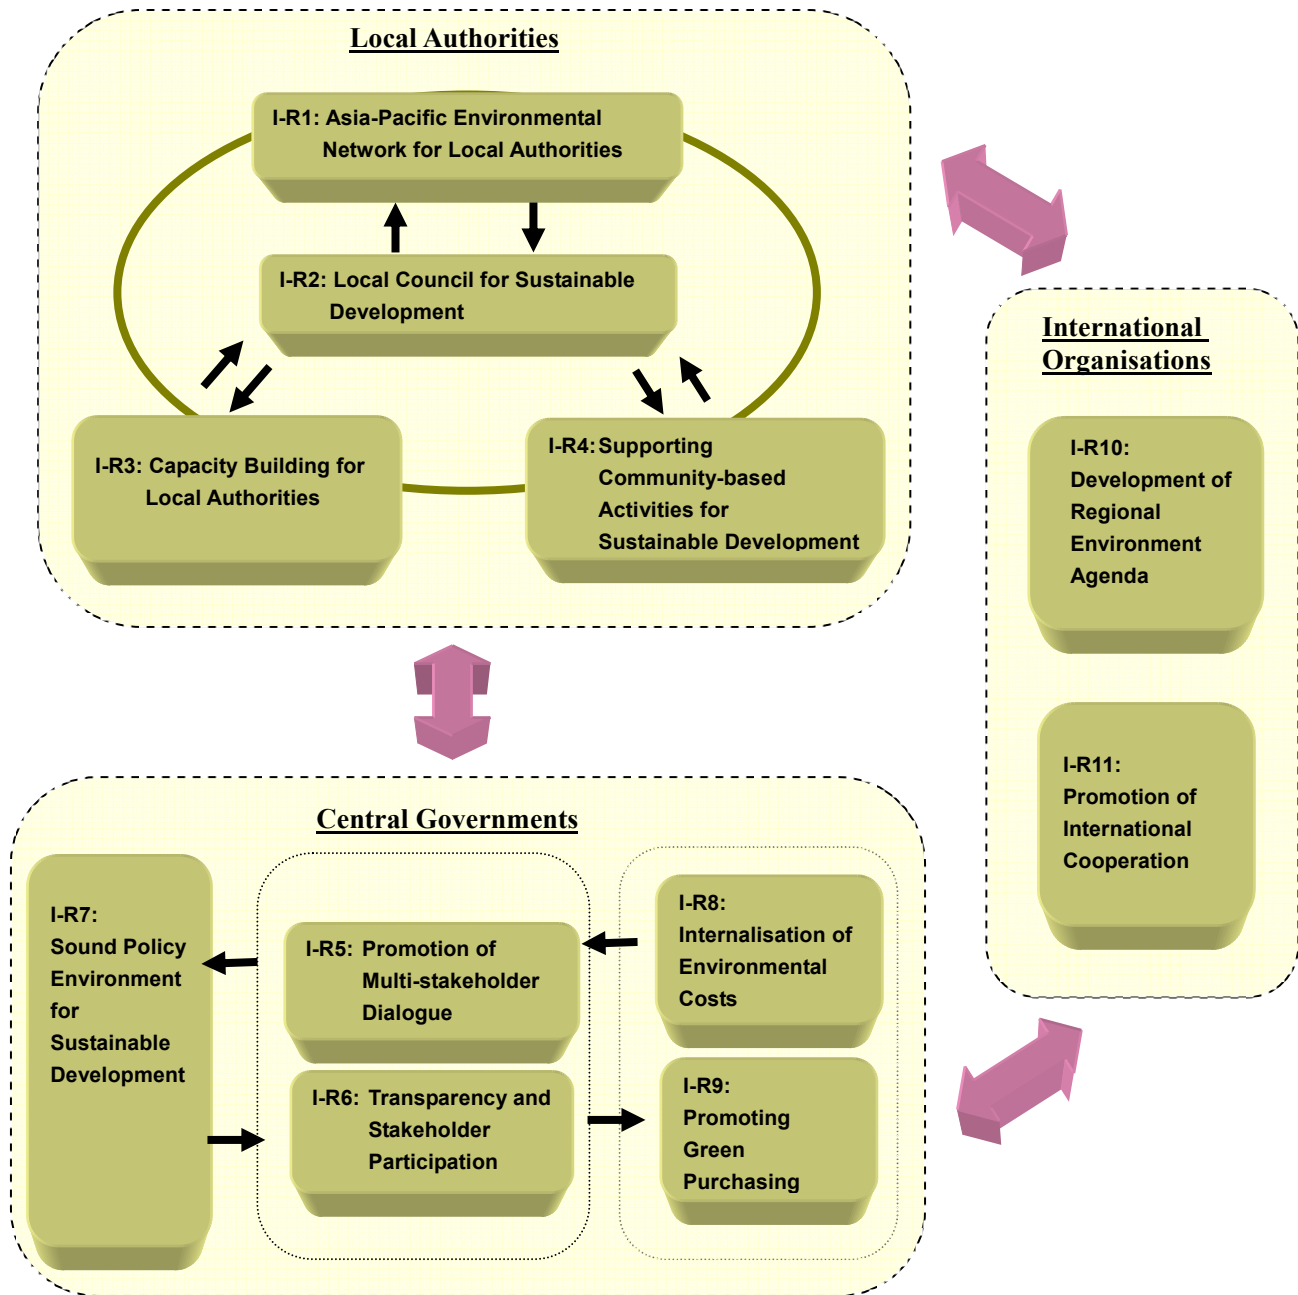 Local Authorities
I-R1: Asia-Pacific Environmental
Network for Local Authorities
I-R2: Local Council for Sustainable
Development
I-R3: Capacity Building for
Local Authorities
I-R4: Supporting
Community-based
Activities for
Sustainable Development
International
Organisations
I-R10:
Development of
Regional
Environment
Agenda
I-R11:
Promotion of
International
Cooperation
Central Governments
I-R7:
Sound Policy
Environment
for
Sustainable
Development
I-R5: Promotion of
Multi-stakeholder
Dialogue
I-R6: Transparency and
Stakeholder
Participation
I-R8:
Internalisation of
Environmental
Costs
I-R9:
Promoting
Green
Purchasing